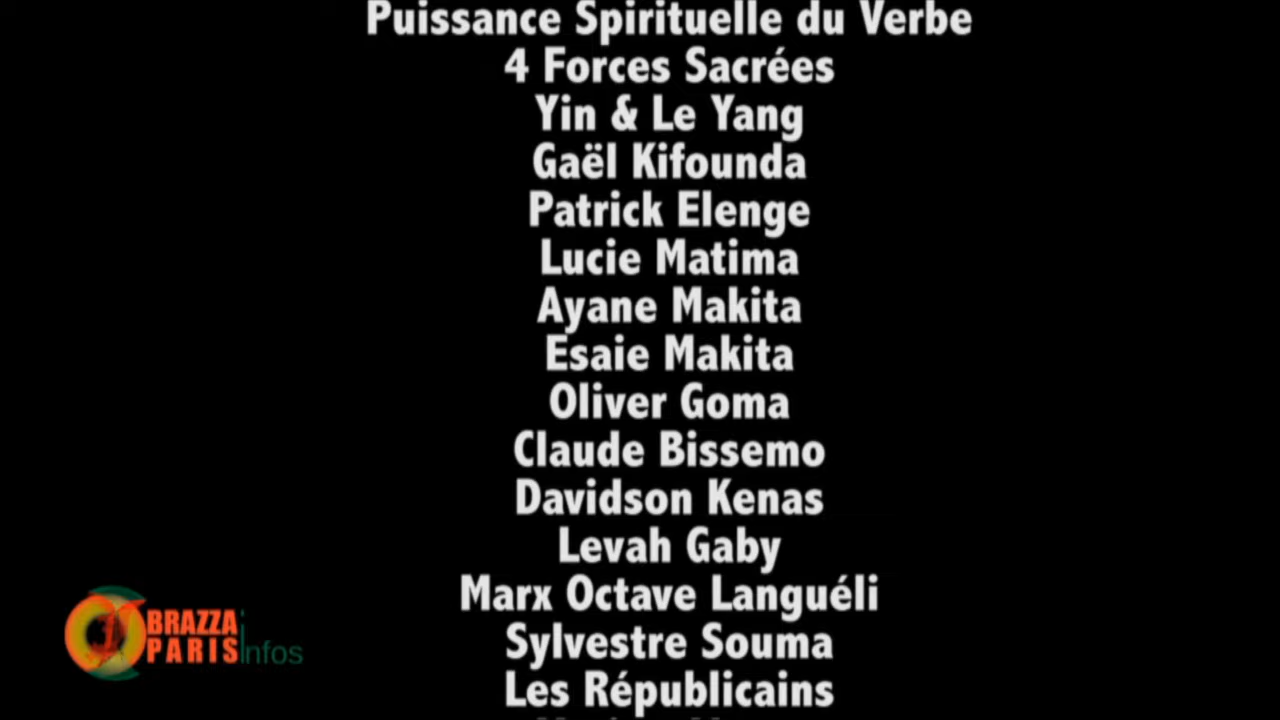 Puissance Spirituelle du Verbe
4 Forces Sacrées
Yin & Le Yang
Gaël Kifounda
Patrick Elenge
Lucie Matima
Ayane Makita
Esaie Makita
Oliver Goma
Claude Bissemo
Davidson Kenas
Levah Gaby
Marx Octave Languéli
Sylvestre Souma
Les Républicains
BRAZZA
PARIS Infos